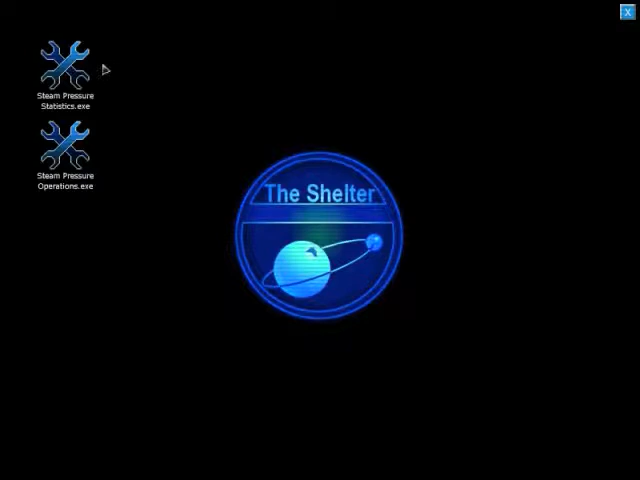 X
Steam Pressure
Statistics.exe
Steam Pressure
Operations.exe
The Shelter